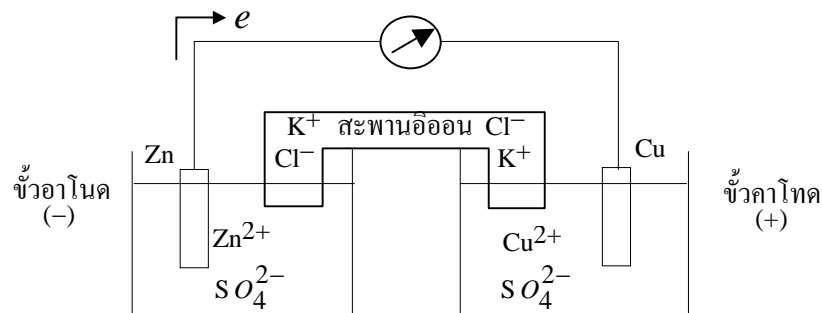 e
K⁺ สะพานอิออน Cl⁻
Zn Cl⁻ K⁺ Cu
ขั้วอาโนด ขั้วคาโทด
(−) (+)
Zn²⁺ Cu²⁺
SO₄²⁻ SO₄²⁻